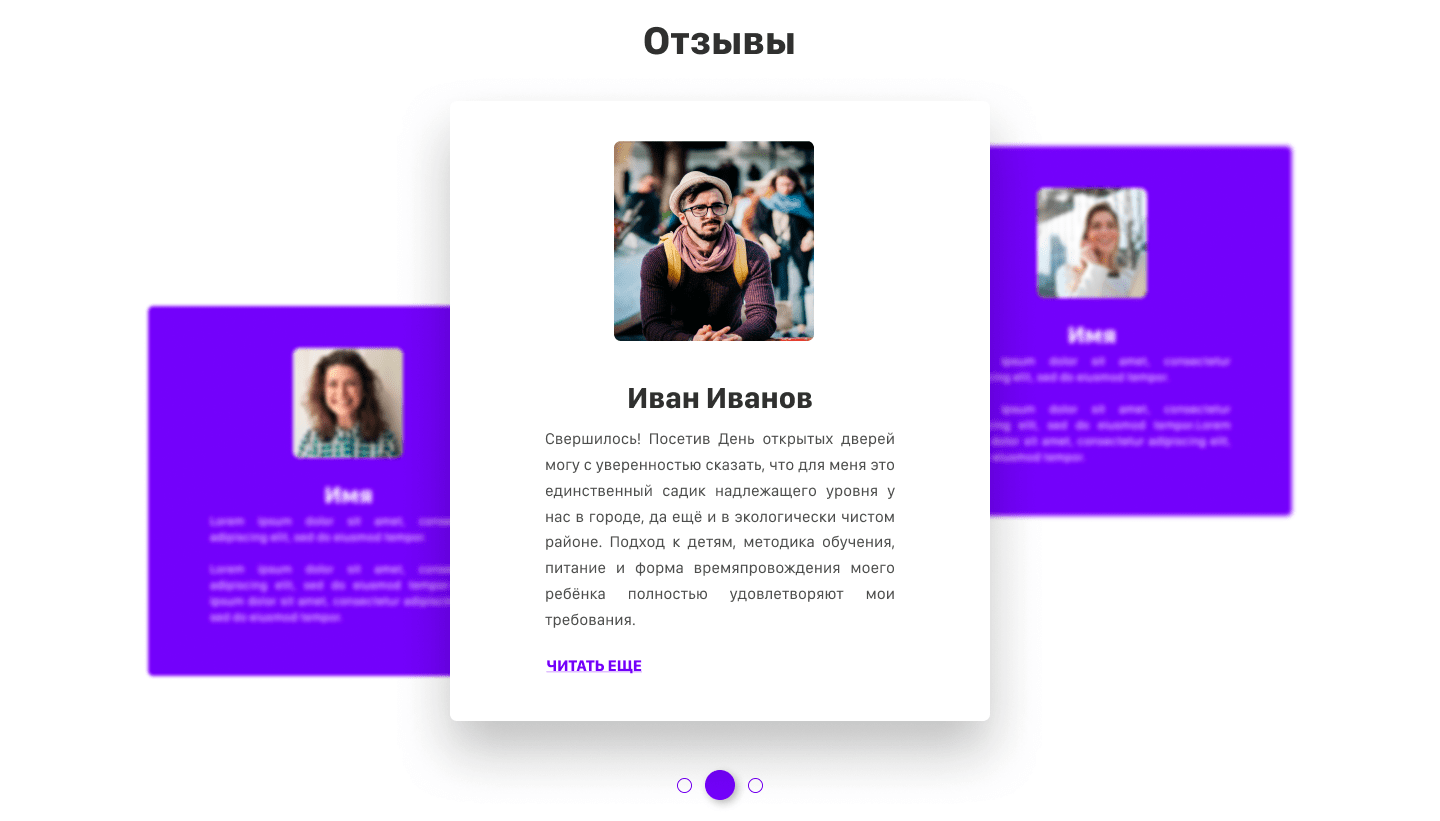 Отзывы
Иван Иванов
Свершилось! Посетив День открытых дверей
могу с уверенностью сказать, что для меня это
единственный садик надлежащего уровня у
нас в городе, да ещё и в экологически чистом
районе. Подход к детям, методика обучения,
питание и форма времяпровождения моего
ребёнка полностью удовлетворяют мои
требования.
ЧИТАТЬ ЕЩЕ
Имя
Lorem ipsum dolor sit amet,
adipiscing elit, sed do eiusmod tempor.
Lorem ipsum dolor sit amet,
adipiscing elit, sed do eiusmod tempor
ipsum dolor sit amet, consectetur
sed do eiusmod tempor.
Имя
ipsum dolor sit amet, consectetur
elit, sed do eiusmod tempor.
ipsum dolor sit amet, consectetur
elit, sed do eiusmod tempor.Lorem
dolor sit amet, consectetur adipiscing elit,
eiusmod tempor.